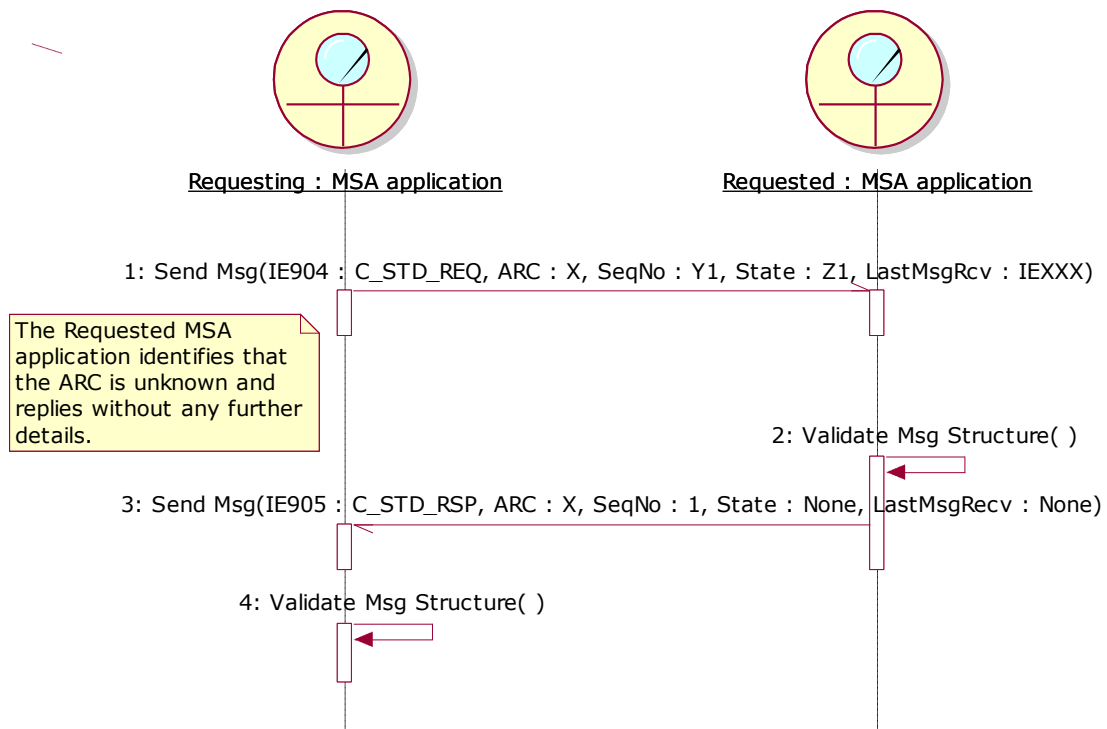 Requesting : MSA application
Requested : MSA application
1: Send Msg(IE904 : C_STD_REQ, ARC : X, SeqNo : Y1, State : Z1, LastMsgRcv : IEXXX)
The Requested MSA
application identifies that
the ARC is unknown and
replies without any further
details.
2: Validate Msg Structure( )
3: Send Msg(IE905 : C_STD_RSP, ARC : X, SeqNo : 1, State : None, LastMsgRecv : None)
4: Validate Msg Structure( )